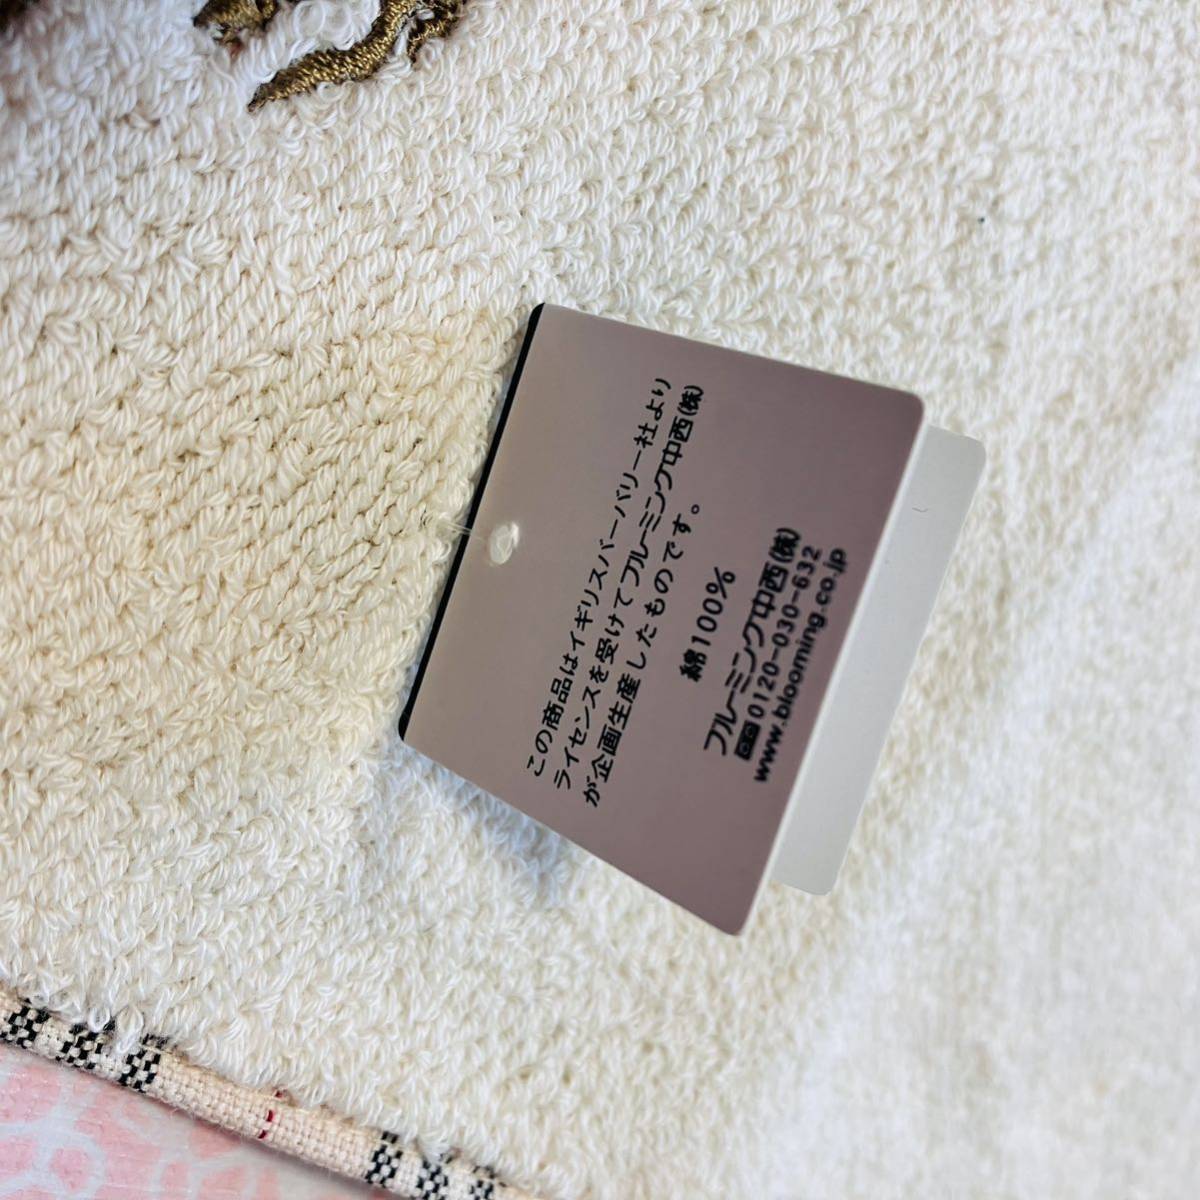 この商品はイギリスバーバリー社より
ライセンスを受けてブルーミング中西(株)
が企画生産したものです。
綿100%
ブルーミング中西(株)
0120-030-632
www.blooming.co.jp